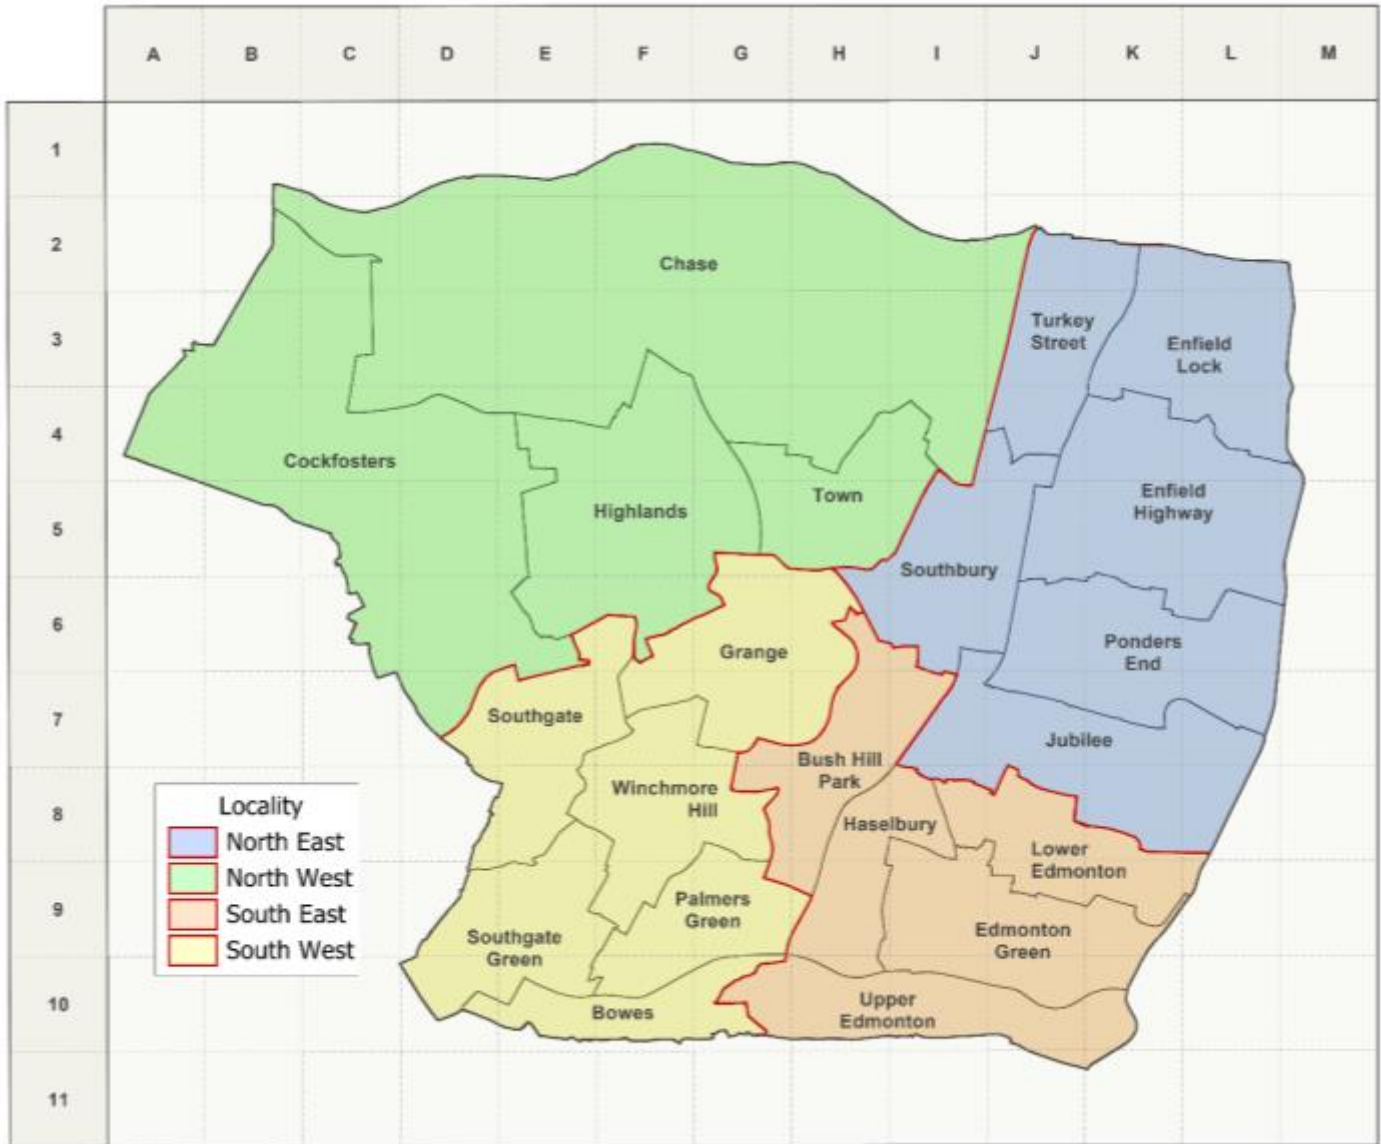 A B C D E F G H I J K L M
1
2
Chase
3
Turkey
Street
Enfield
Lock
4
Cockfosters
Town
Enfield
Highway
5
Highlands
Southbury
6
Grange
Ponders
End
7
Southgate
Jubilee
Bush Hill
Park
8
Winchmore
Hill
Haselbury
Lower
Edmonton
Locality
North East
North West
South East
South West
9
Palmers
Green
Southgate
Green
Edmonton
Green
10
Bowes
Upper
Edmonton
11